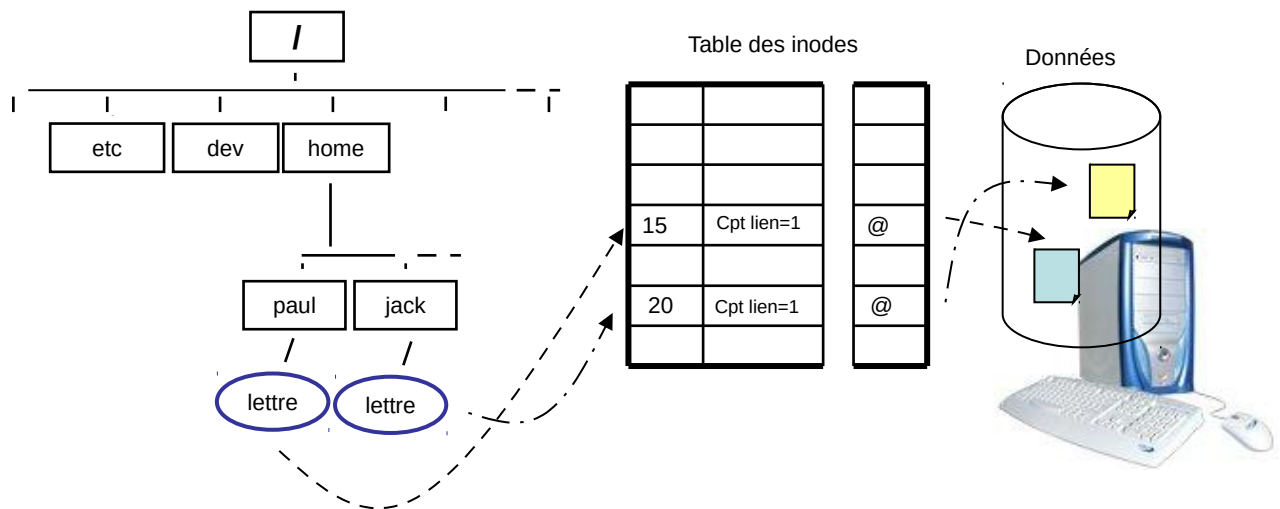 /
Table des inodes
Données
etc
dev
home
15
Cpt lien=1
@
paul
jack
20
Cpt lien=1
@
lettre
lettre